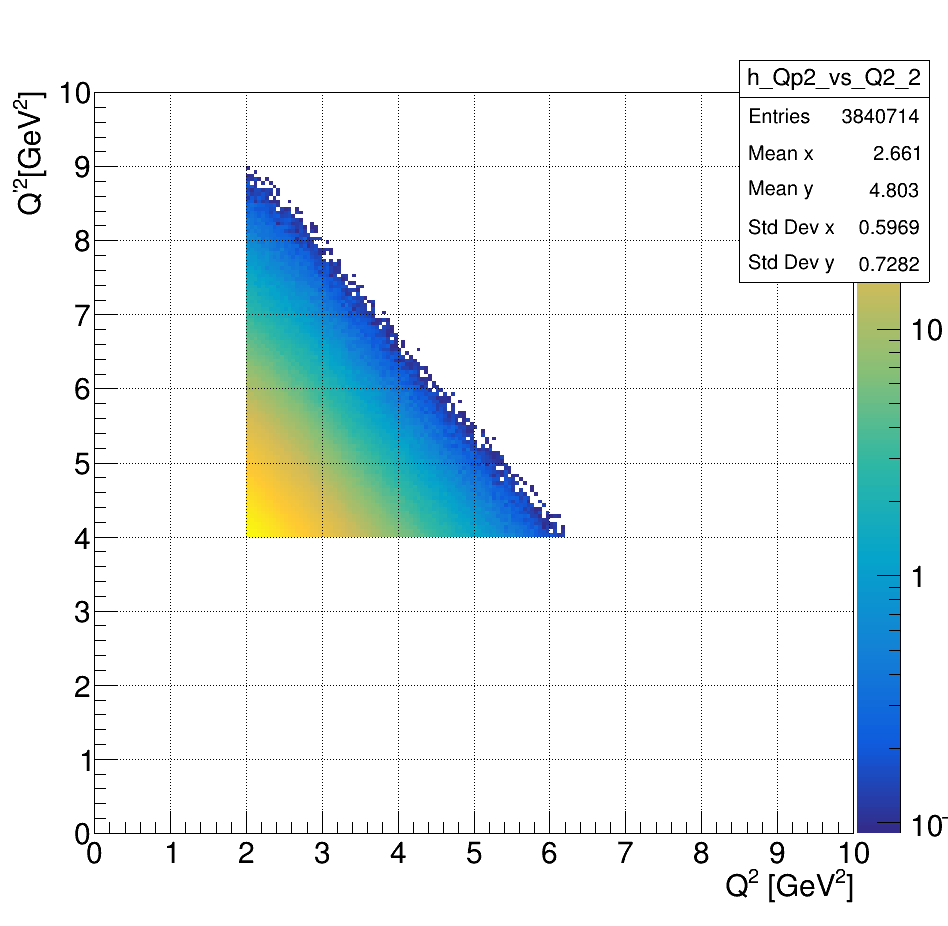 h_Qp2_vs_Q2_2
Entries 3840714
Mean x 2.661
Mean y 4.803
Std Dev x 0.5969
Std Dev y 0.7282
Q'2[GeV2]
10
9
8
7
6
5
4
3
2
1
0
0 1 2 3 4 5 6 7 8 9 10
Q2 [GeV2]
10
1
10−